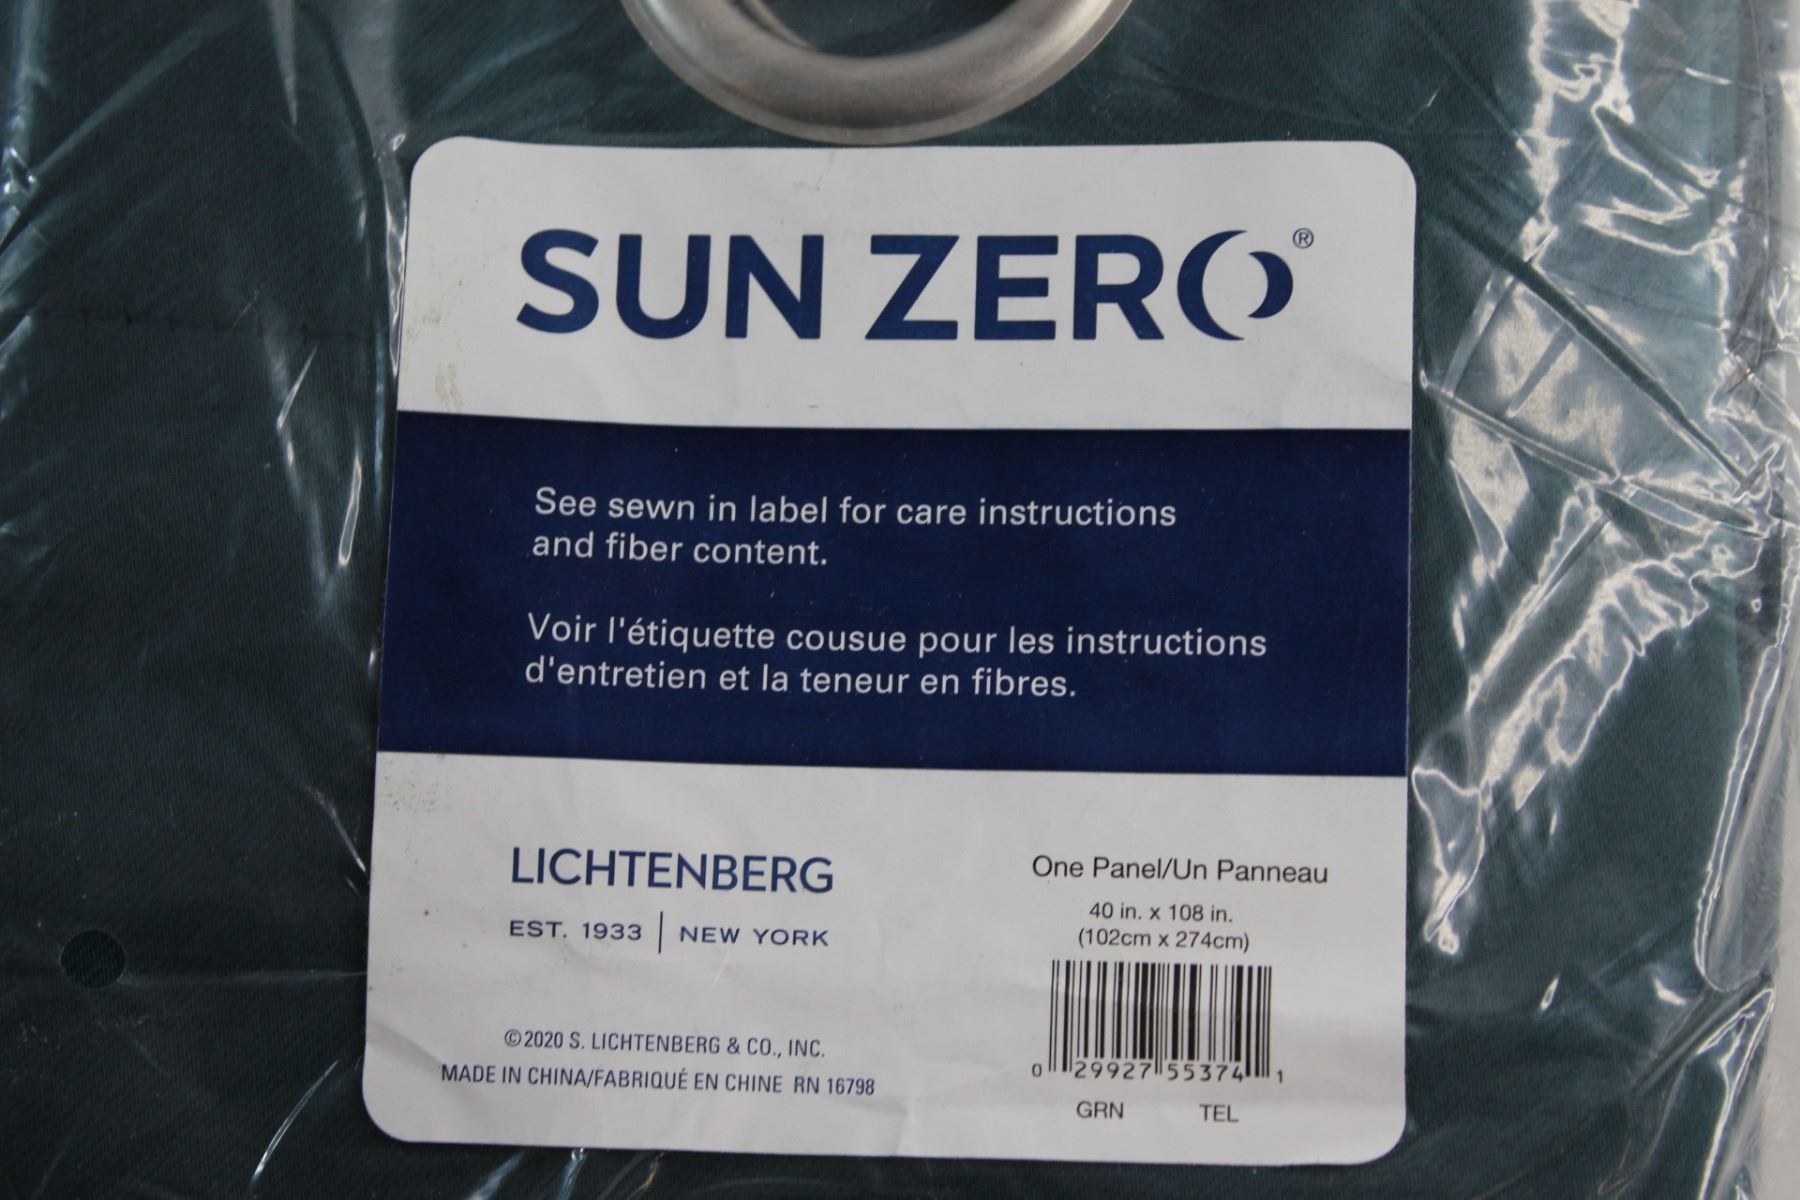 SUN ZERO®
See sewn in label for care instructions
and fiber content.
Voir l'étiquette cousue pour les instructions
d'entretien et la teneur en fibres.
LICHTENBERG
EST. 1933 | NEW YORK
©2020 S. LICHTENBERG & CO., INC.
MADE IN CHINA/FABRIQUÉ EN CHINE RN 16798
One Panel/Un Panneau
40 in. x 108 in.
(102cm x 274cm)
0 29927 55374 1
GRN TEL